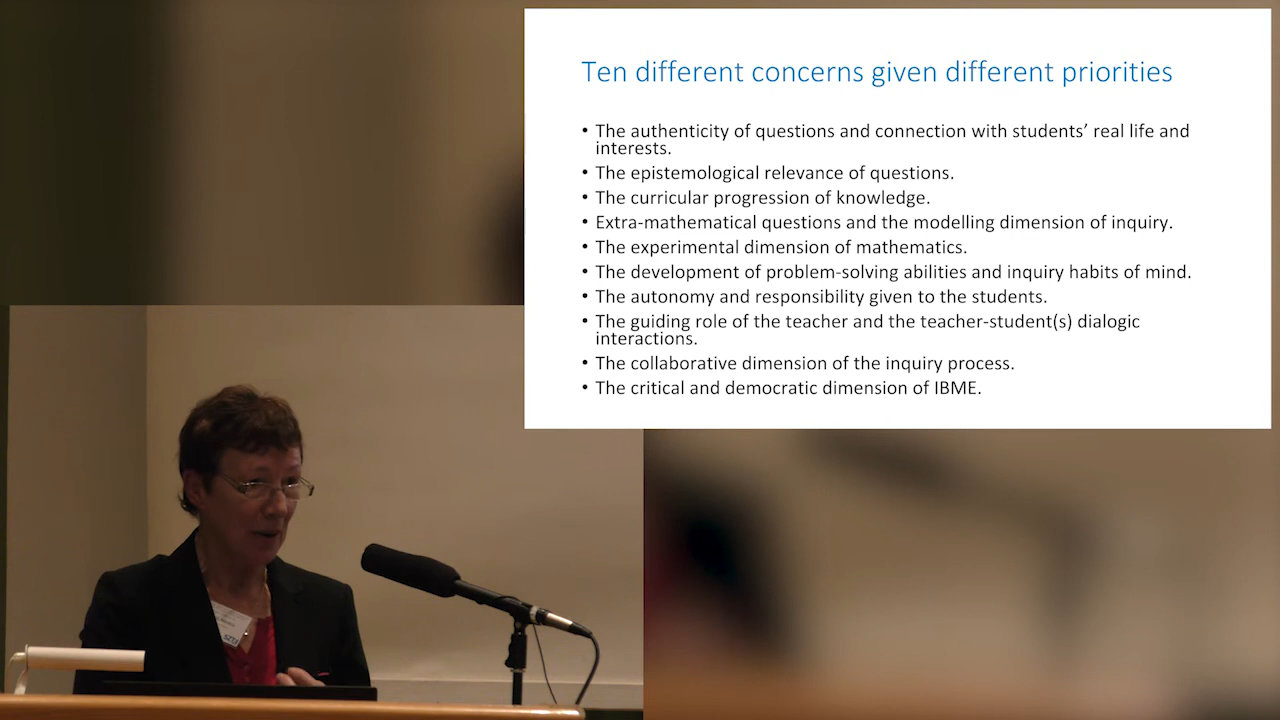 Ten different concerns given different priorities
• The authenticity of questions and connection with students’ real life and
interests.
• The epistemological relevance of questions.
• The curricular progression of knowledge.
• Extra-mathematical questions and the modelling dimension of inquiry.
• The experimental dimension of mathematics.
• The development of problem-solving abilities and inquiry habits of mind.
• The autonomy and responsibility given to the students.
• The guiding role of the teacher and the teacher-student(s) dialogic
interactions.
• The collaborative dimension of the inquiry process.
• The critical and democratic dimension of IBME.